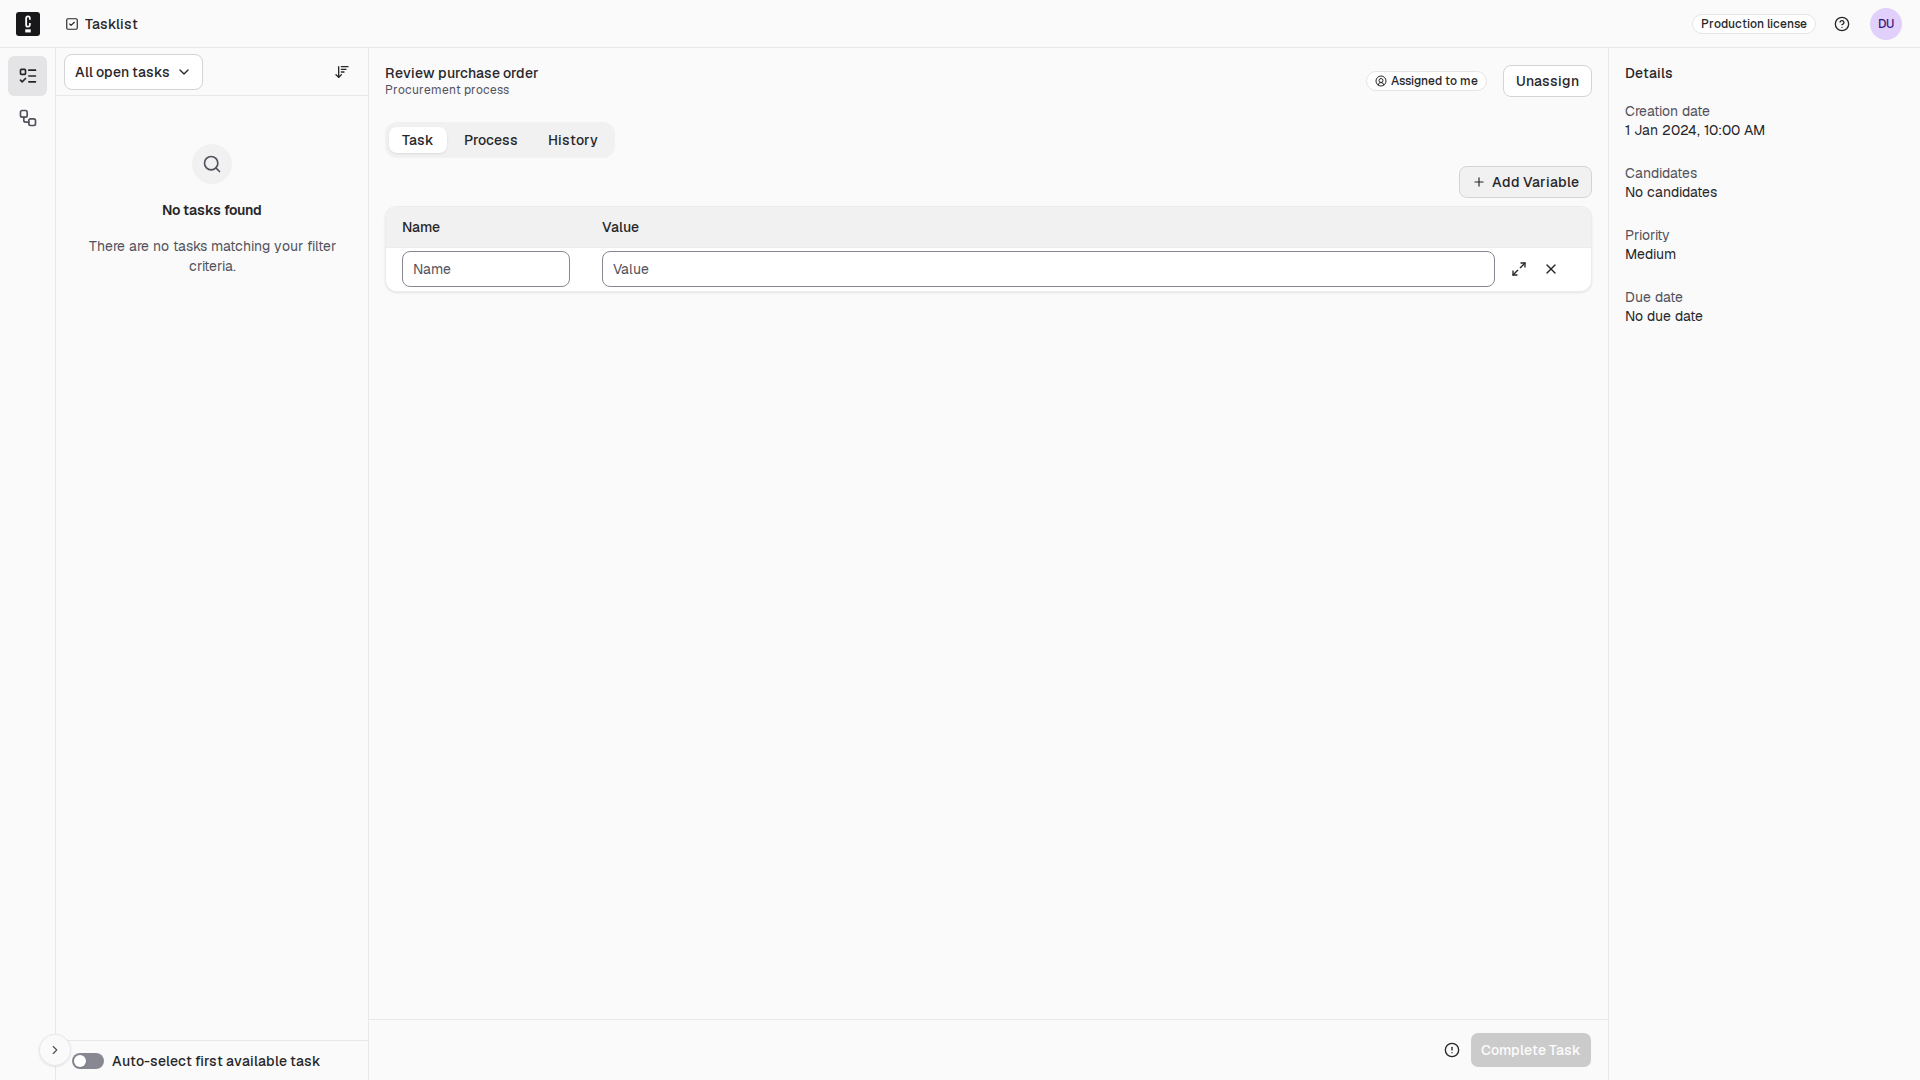 Tasklist
Production license
DU
All open tasks
No tasks found
There are no tasks matching your filter
criteria.
Auto-select first available task
Review purchase order
Procurement process
Assigned to me
Unassign
Task
Process
History
Add Variable
Name
Value
Name
Value
Complete Task
Details
Creation date
1 Jan 2024, 10:00 AM
Candidates
No candidates
Priority
Medium
Due date
No due date